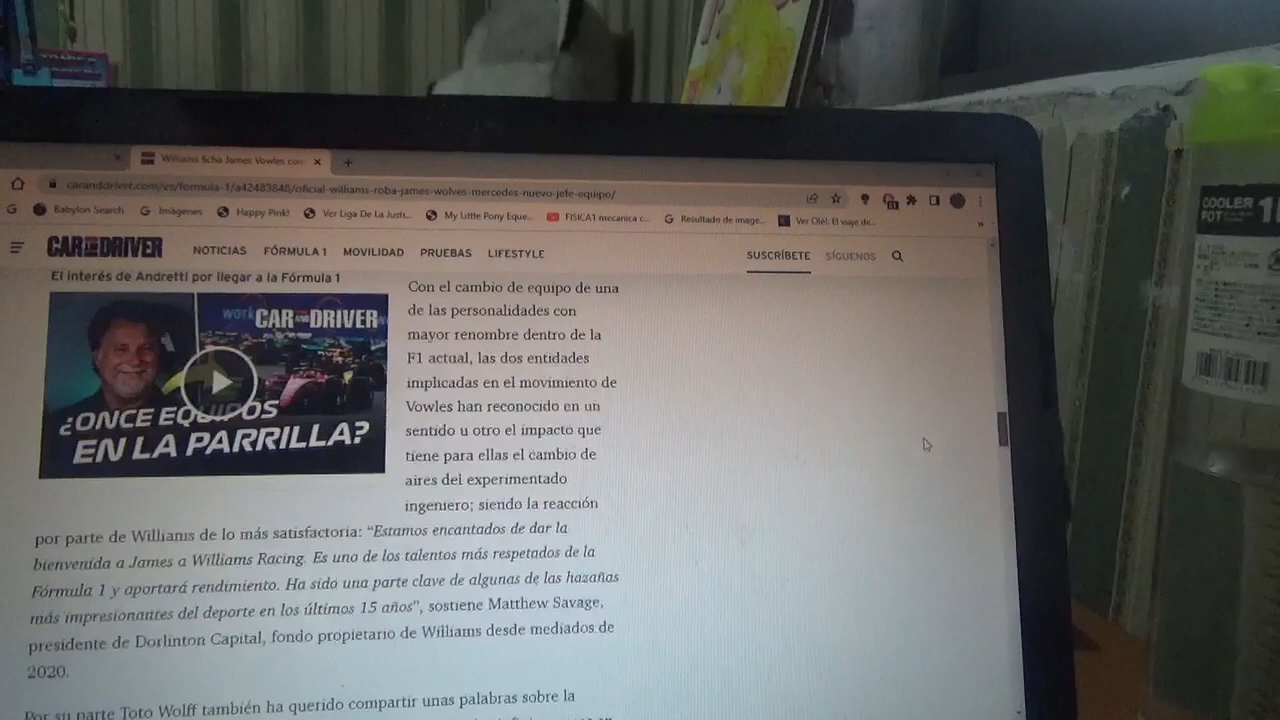 Williams ficha James Vowles con
caranddriver.com/es/formula-1/a42483848/oficial-williams-roba-james-wolves-mercedes-nuevo-jefe-equipo/
Babylon Search Imágenes Happy Pink! Ver Liga De La Justi... My Little Pony Eque... FISICA1 mecanica c... Resultado de image... Ver Olé!. El viaje de... »
CAR AND DRIVER NOTICIAS FÓRMULA 1 MOVILIDAD PRUEBAS LIFESTYLE SUSCRÍBETE SÍGUENOS
El interés de Andretti por llegar a la Fórmula 1
work CAR AND DRIVER
¿ONCE EQUIPOS
EN LA PARRILLA?
Con el cambio de equipo de una
de las personalidades con
mayor renombre dentro de la
F1 actual, las dos entidades
implicadas en el movimiento de
Vowles han reconocido en un
sentido u otro el impacto que
tiene para ellas el cambio de
aires del experimentado
ingeniero; siendo la reacción
por parte de Williams de lo más satisfactoria: “Estamos encantados de dar la
bienvenida a James a Williams Racing. Es uno de los talentos más respetados de la
Fórmula 1 y aportará rendimiento. Ha sido una parte clave de algunas de las hazañas
más impresionantes del deporte en los últimos 15 años”, sostiene Matthew Savage,
presidente de Dorlinton Capital, fondo propietario de Williams desde mediados de
2020.
Por su parte Toto Wolff también ha querido compartir unas palabras sobre la
COOLER
POT